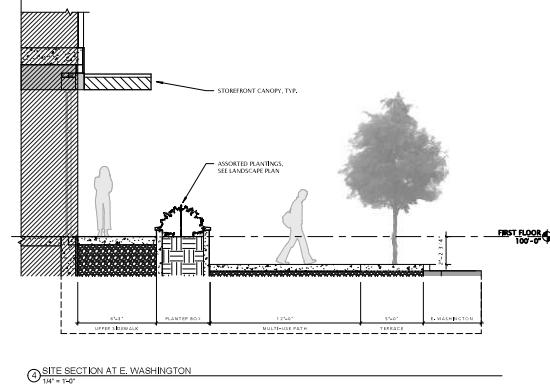 STOREFRONT CANOPY, TYP.
ASSORTED PLANTINGS,
SEE LANDSCAPE PLAN
FIRST FLOOR
100'-0"
12'-0"
5'-0"
UPPER SIDEWALK
PLANTER BOX
MULTI-USE PATH
TERRACE
E. WASHINGTON
4
SITE SECTION AT E. WASHINGTON
1/4" = 1'-0"